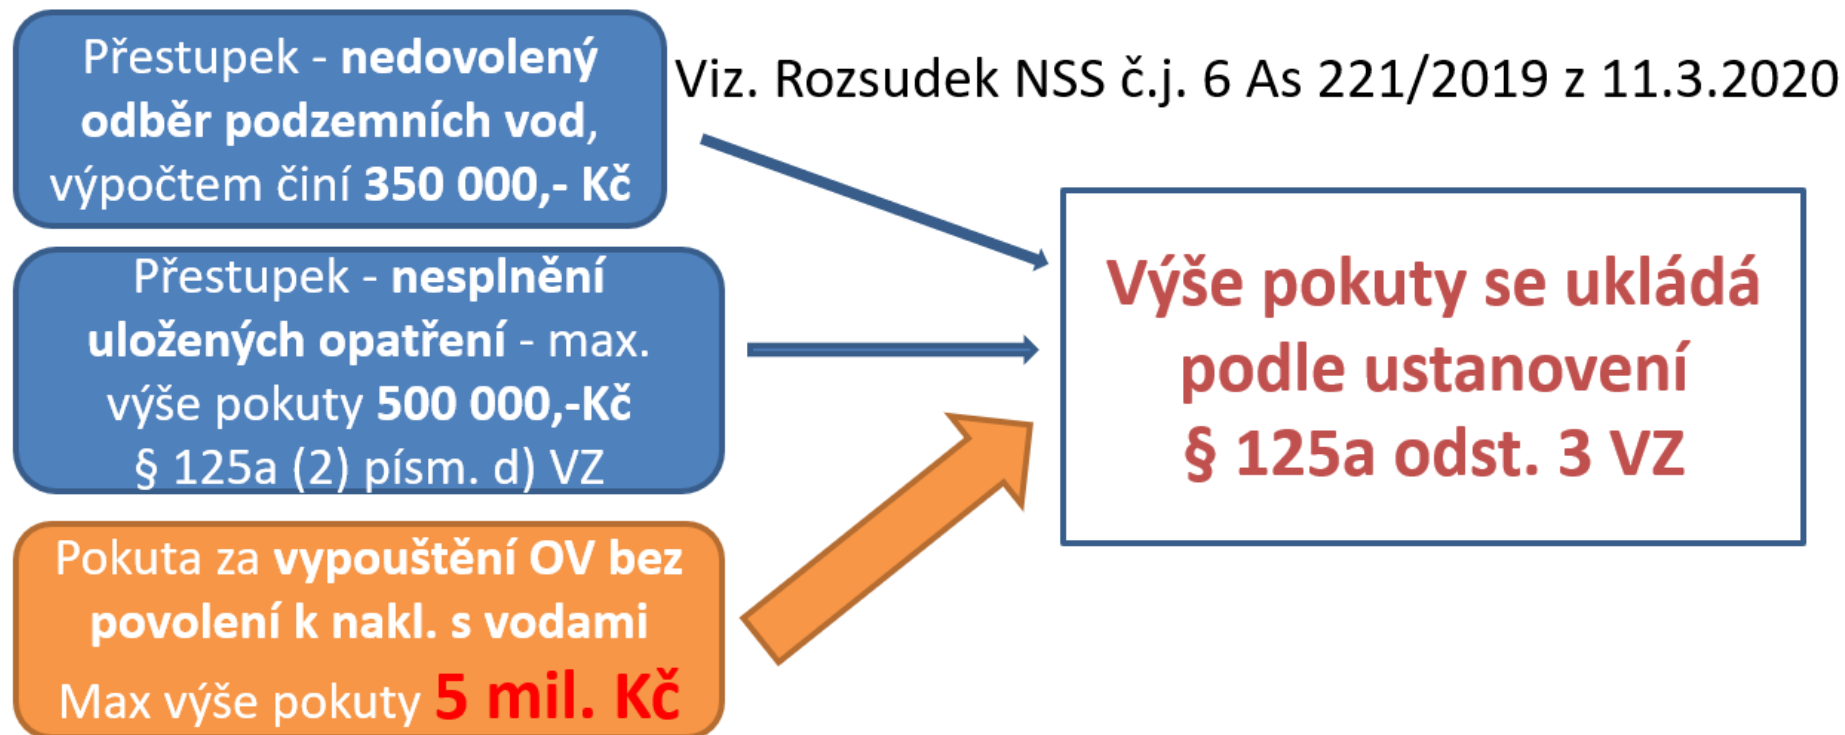 Přestupek - nedovolený
odběr podzemních vod,
výpočtem činí 350 000,- Kč
Viz. Rozsudek NSS č.j. 6 As 221/2019 z 11.3.2020
Přestupek - nesplnění
uložených opatření - max.
výše pokuty 500 000,-Kč
§ 125a (2) písm. d) VZ
Pokuta za vypouštění OV bez
povolení k nakl. s vodami
Max výše pokuty 5 mil. Kč
Výše pokuty se ukládá
podle ustanovení
§ 125a odst. 3 VZ